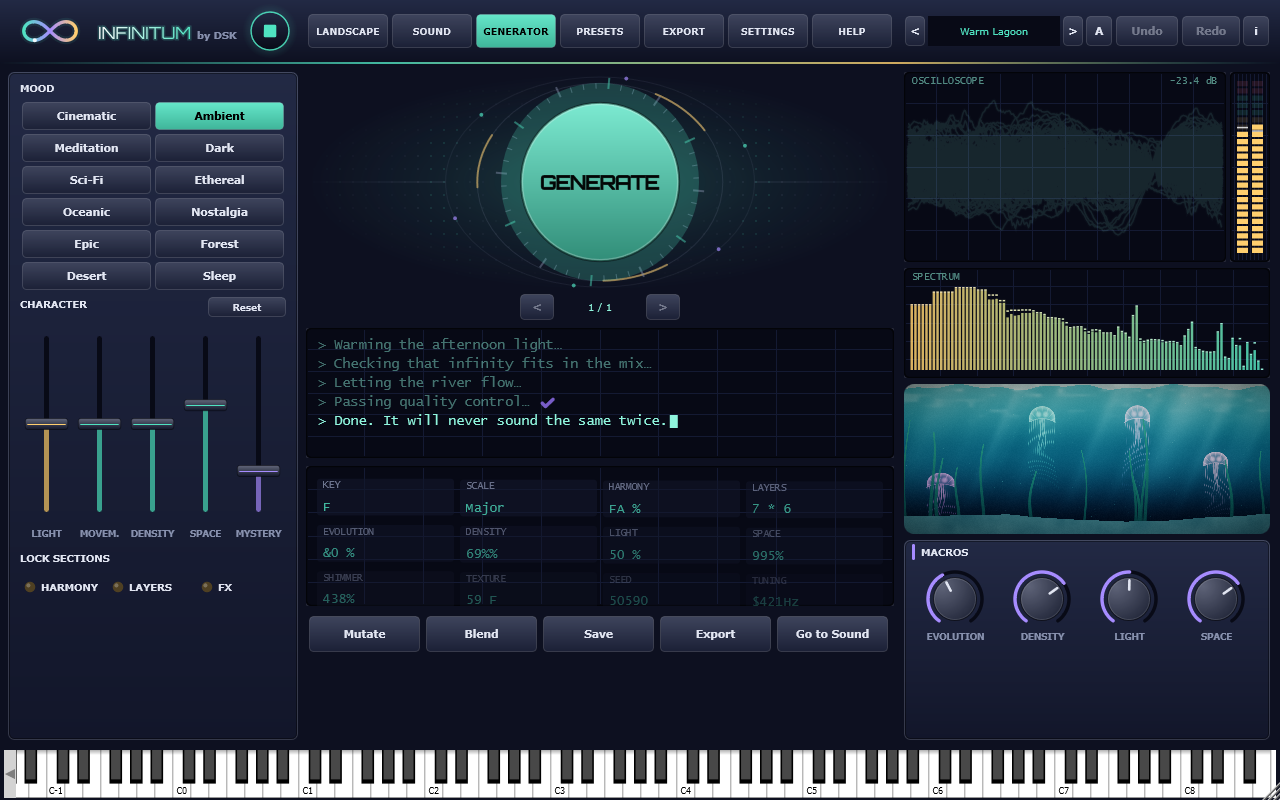 INFINITUM by DSK
LANDSCAPE SOUND GENERATOR PRESETS EXPORT SETTINGS HELP
< Warm Lagoon > A Undo Redo i
MOOD
Cinematic Ambient
Meditation Dark
Sci-Fi Ethereal
Oceanic Nostalgia
Epic Forest
Desert Sleep
CHARACTER Reset
LIGHT MOVEM. DENSITY SPACE MYSTERY
LOCK SECTIONS
HARMONY LAYERS FX
GENERATE
< 1 / 1 >
> Warming the afternoon light…
> Checking that infinity fits in the mix…
> Letting the river flow…
> Passing quality control…
> Done. It will never sound the same twice.
KEY SCALE HARMONY LAYERS
F Major FA % 7 * 6
EVOLUTION DENSITY LIGHT SPACE
&0 % 69%% 50 % 995%
SHIMMER TEXTURE SEED TUNING
438% 59 F 50590 $421Hz
Mutate Blend Save Export Go to Sound
OSCILLOSCOPE -23.4 dB
SPECTRUM
MACROS
EVOLUTION DENSITY LIGHT SPACE
C-1 C0 C1 C2 C3 C4 C5 C6 C7 C8